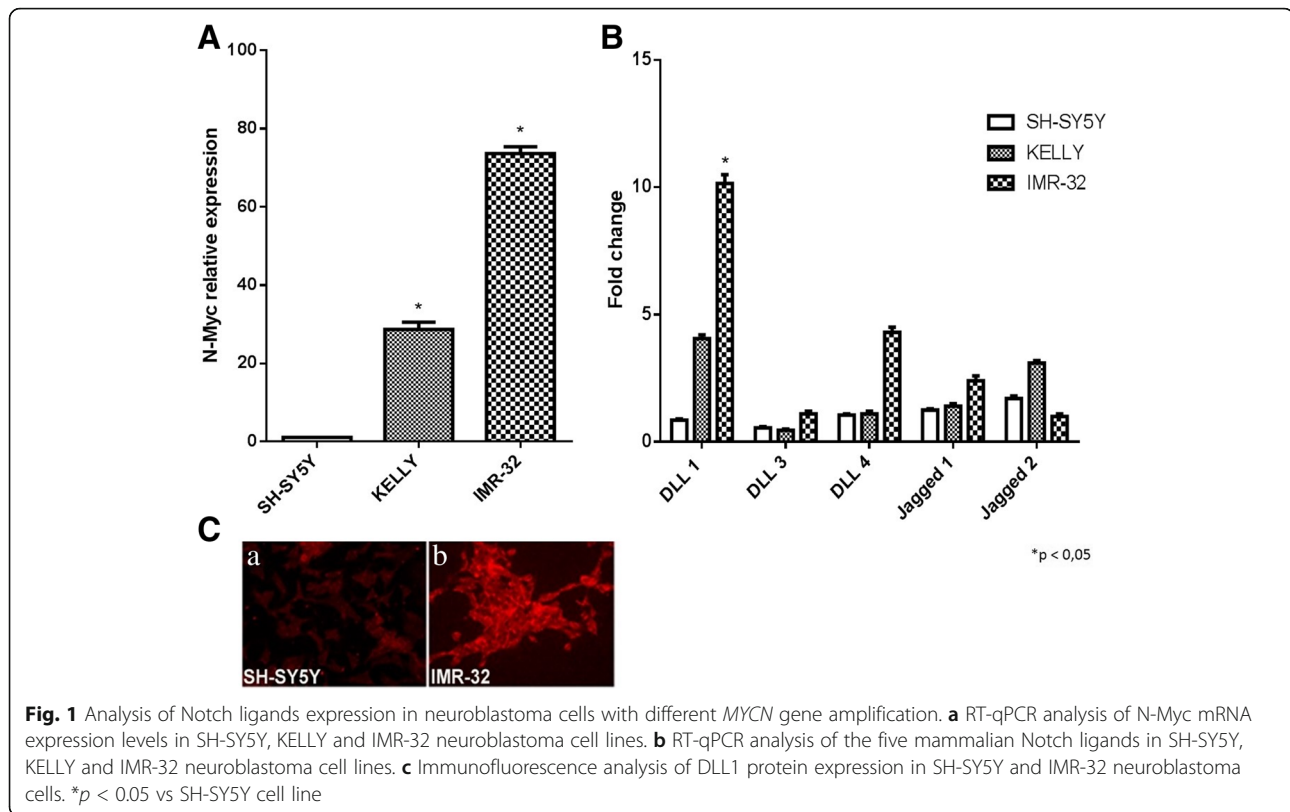 A
100
80
60
40
20
0
N-Myc relative expression
SH-SY5Y
KELLY
IMR-32
*
*
B
15
10
5
0
Fold change
*
SH-SY5Y
KELLY
IMR-32
DLL 1
DLL 3
DLL 4
Jagged 1
Jagged 2
*p < 0,05
C
a
b
SH-SY5Y
IMR-32
Fig. 1 Analysis of Notch ligands expression in neuroblastoma cells with different MYCN gene amplification. a RT-qPCR analysis of N-Myc mRNA
expression levels in SH-SY5Y, KELLY and IMR-32 neuroblastoma cell lines. b RT-qPCR analysis of the five mammalian Notch ligands in SH-SY5Y,
KELLY and IMR-32 neuroblastoma cell lines. c Immunofluorescence analysis of DLL1 protein expression in SH-SY5Y and IMR-32 neuroblastoma
cells. *p < 0.05 vs SH-SY5Y cell line